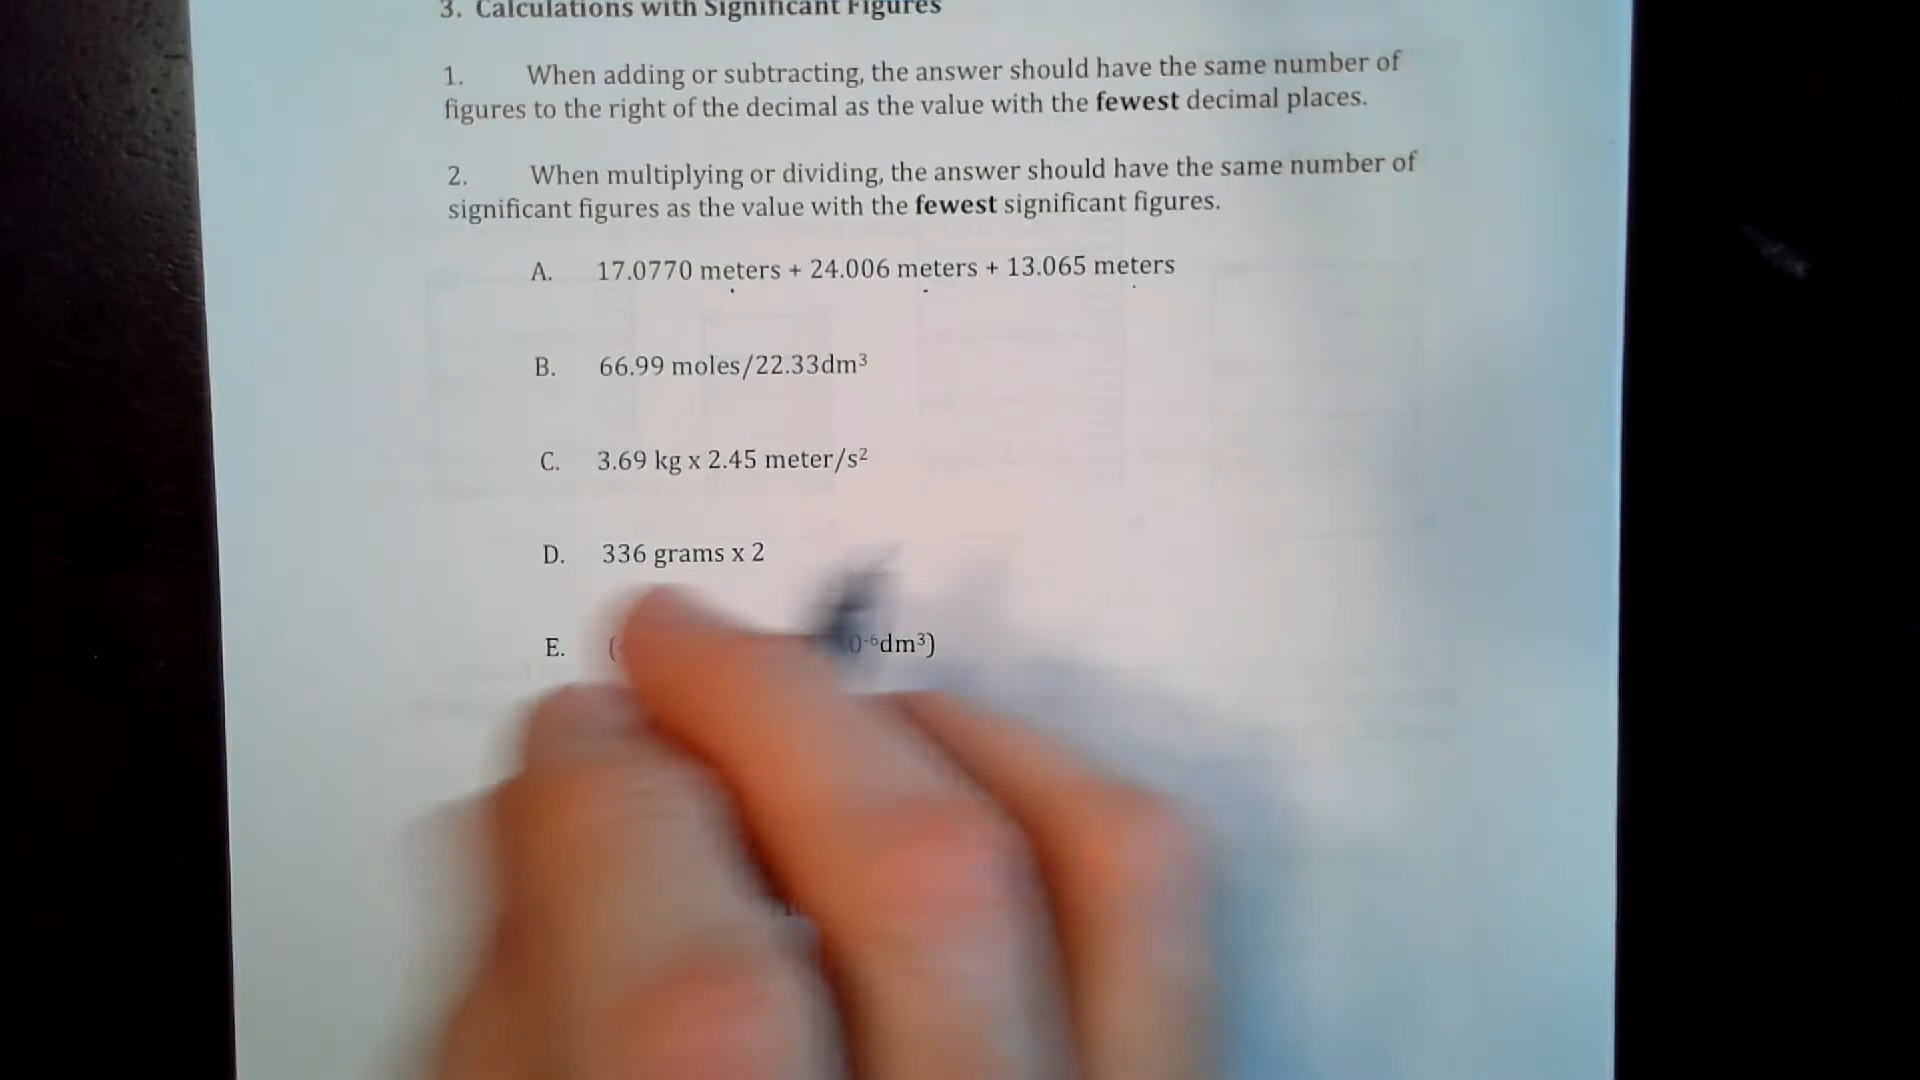 3. Calculations with Significant Figures
1. When adding or subtracting, the answer should have the same number of
figures to the right of the decimal as the value with the fewest decimal places.
2. When multiplying or dividing, the answer should have the same number of
significant figures as the value with the fewest significant figures.
A. 17.0770 meters + 24.006 meters + 13.065 meters
B. 66.99 moles/22.33dm³
C. 3.69 kg x 2.45 meter/s²
D. 336 grams x 2
E. ( 0⁻⁶dm³)